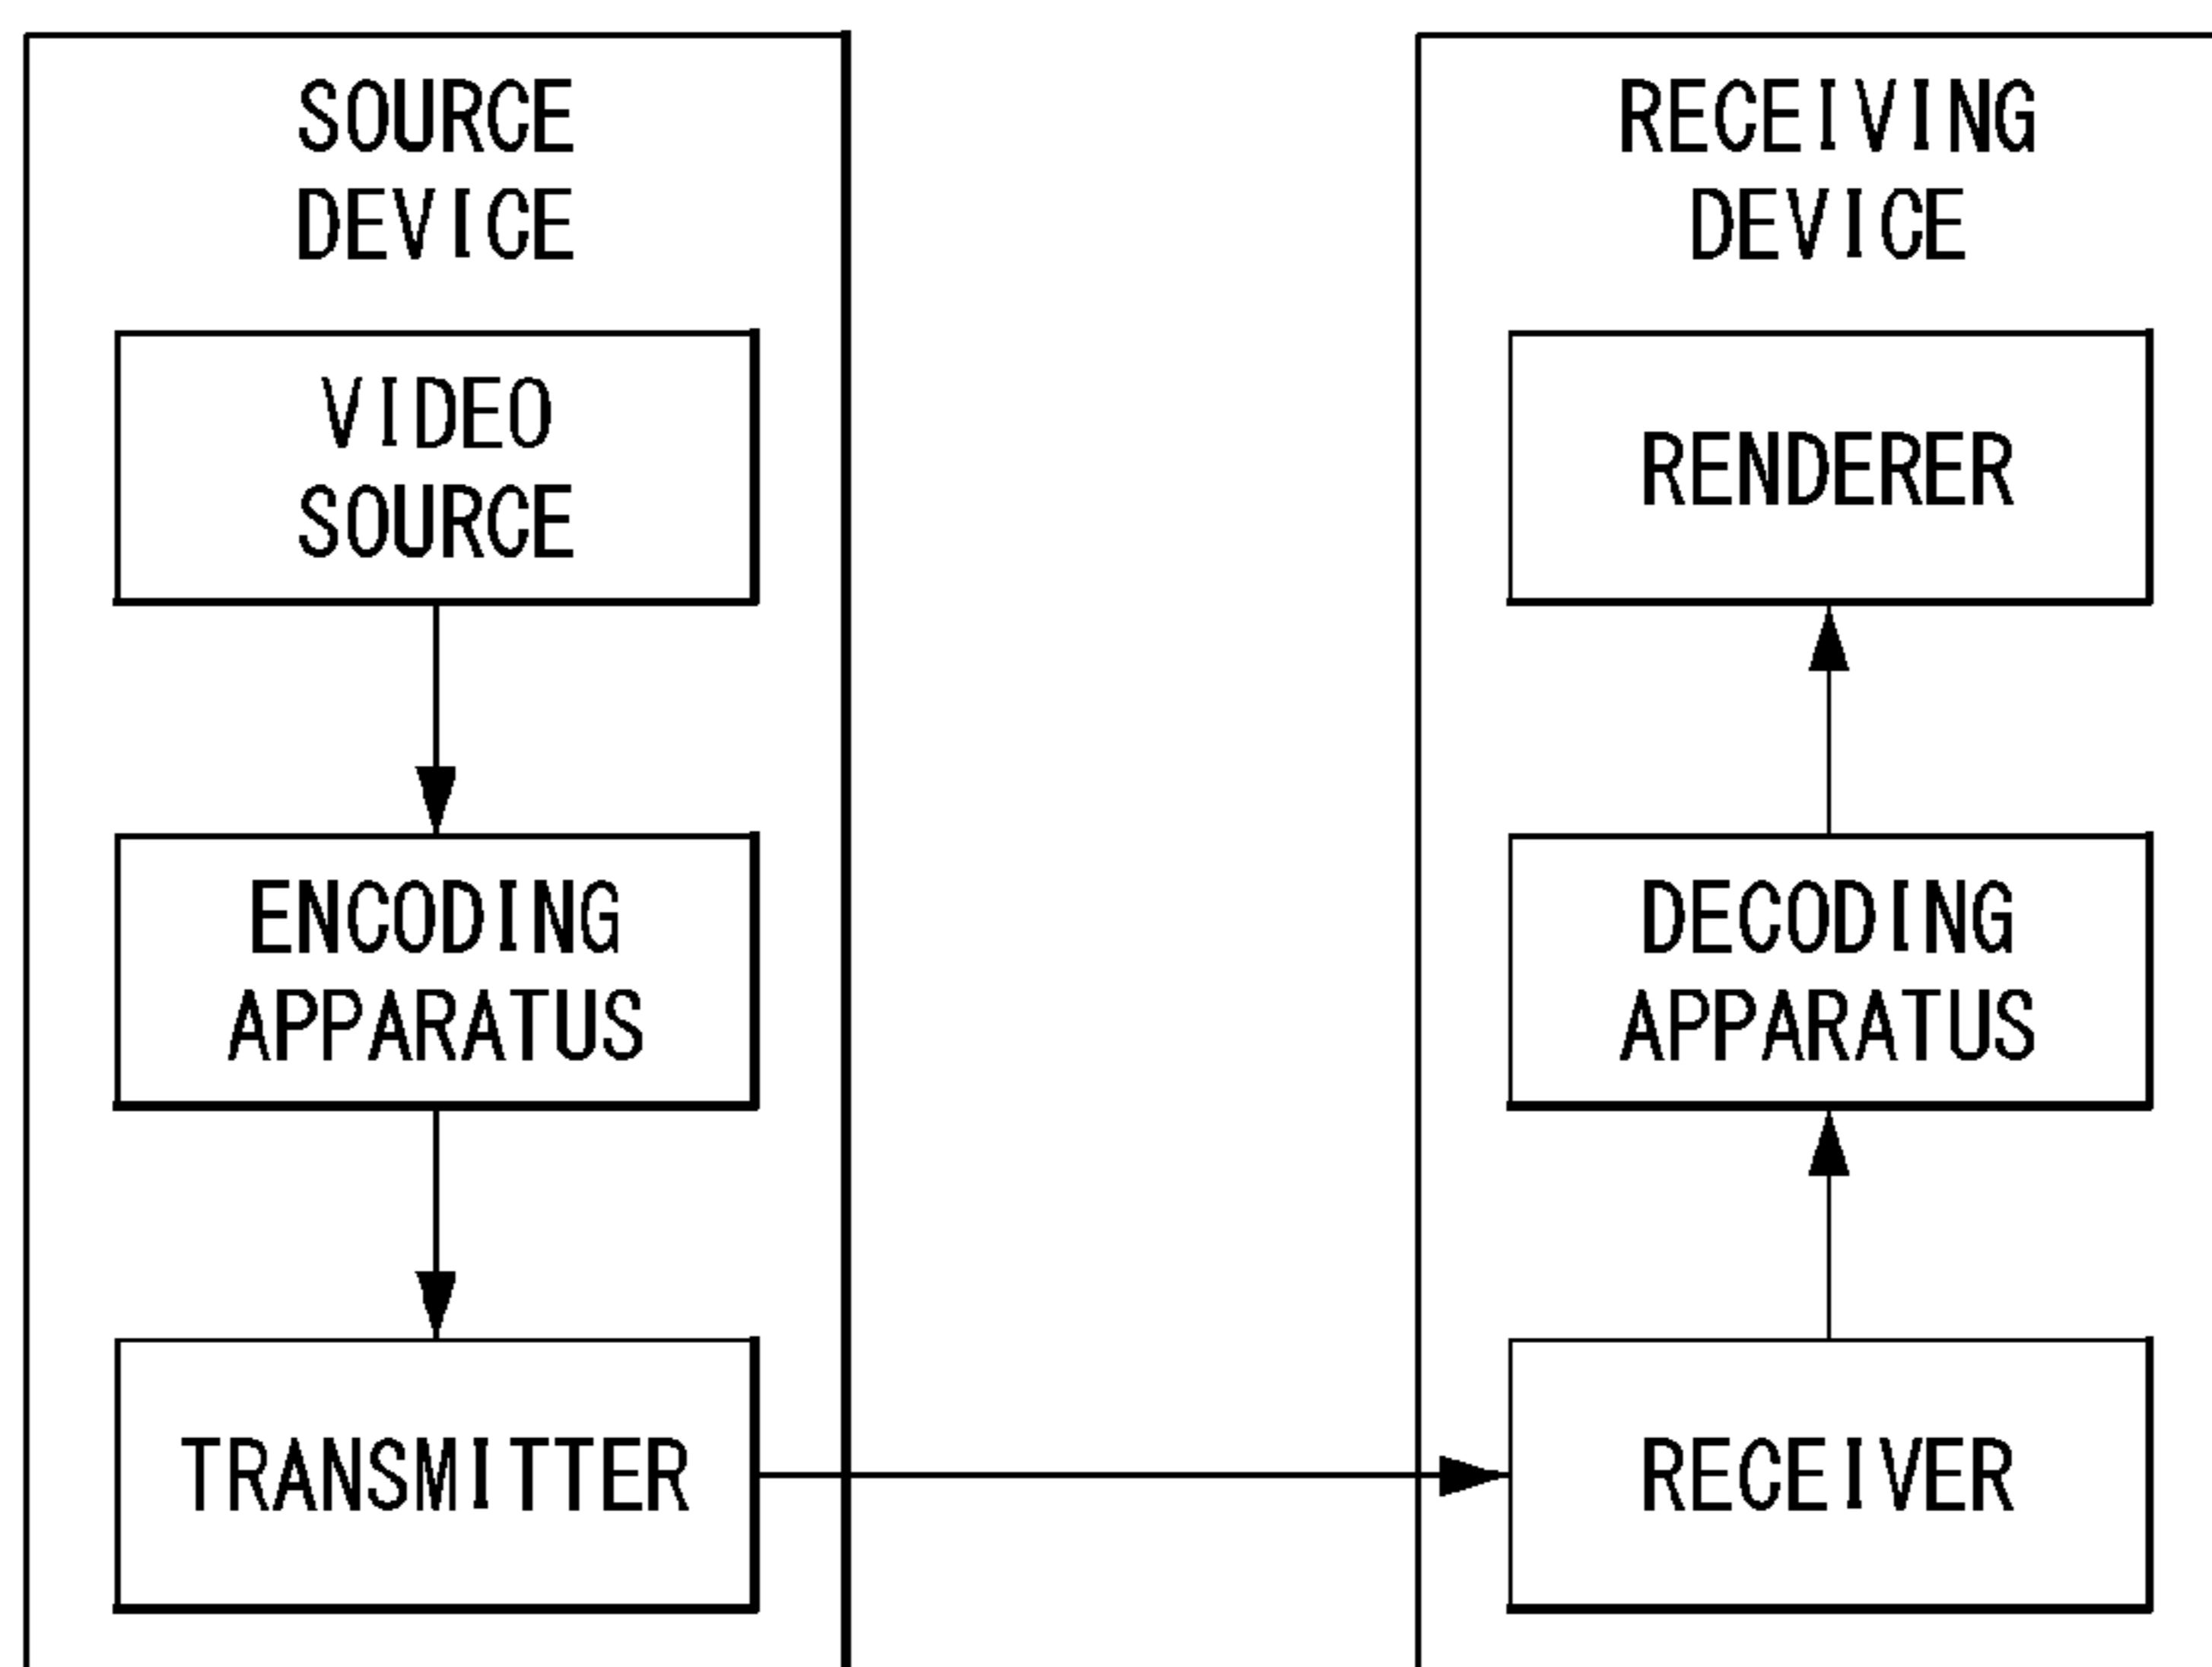 SOURCE
DEVICE
VIDEO
SOURCE
ENCODING
APPARATUS
TRANSMITTER
RECEIVING
DEVICE
RENDERER
DECODING
APPARATUS
RECEIVER